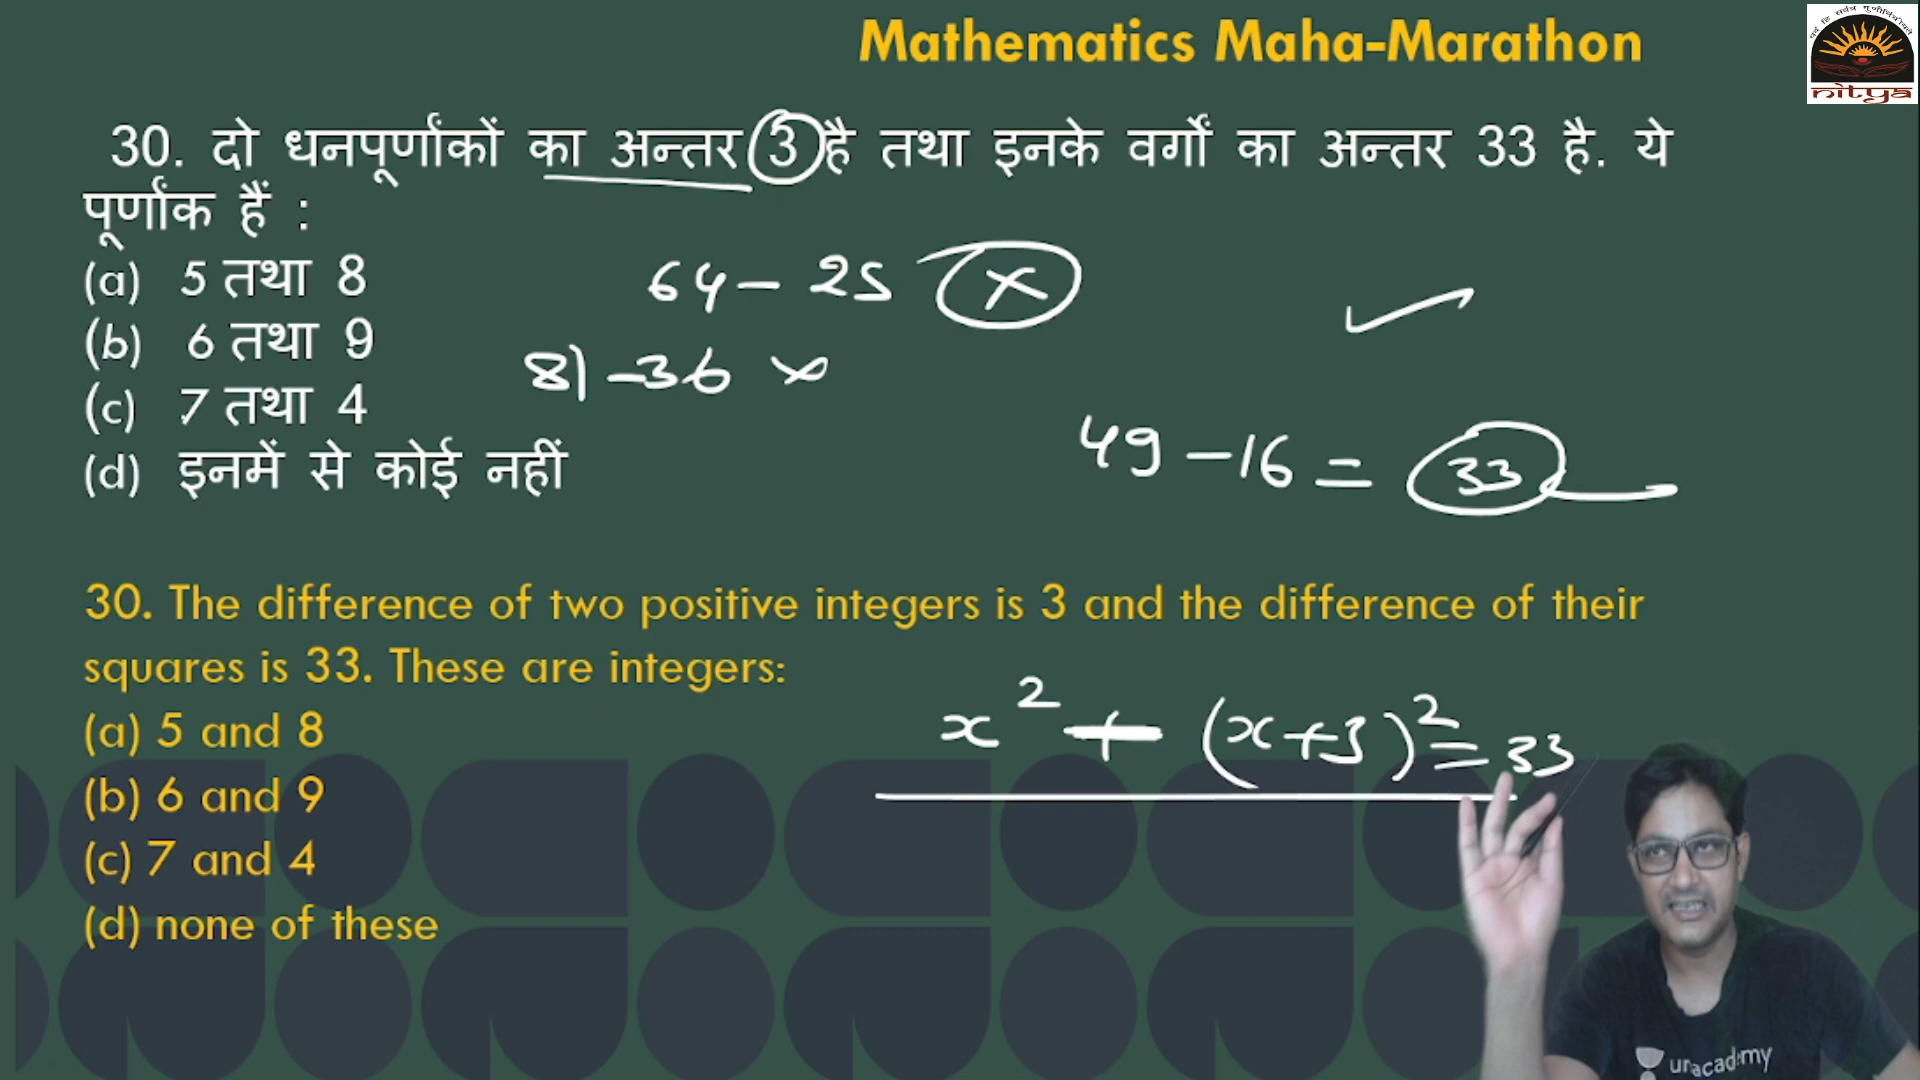 Mathematics Maha-Marathon
nitya
30. दो धनपूर्णांकों का अन्तर 3 है तथा इनके वर्गों का अन्तर 33 है. ये
पूर्णांक हैं :
(a) 5 तथा 8
(b) 6 तथा 9
(c) 7 तथा 4
(d) इनमें से कोई नहीं
64 - 25 ×
81 - 36 ×
49 - 16 = 33
30. The difference of two positive integers is 3 and the difference of their
squares is 33. These are integers:
(a) 5 and 8
(b) 6 and 9
(c) 7 and 4
(d) none of these
x² + (x+3)² = 33
unacademy